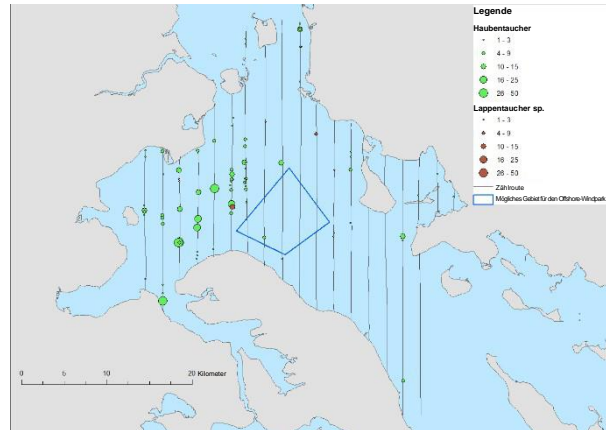 Legende
Haubentaucher
1 - 3
4 - 9
10 - 15
16 - 25
26 - 50
Lappentaucher sp.
1 - 3
4 - 9
10 - 15
16 - 25
26 - 50
Zählroute
Mögliches Gebiet für den Offshore-Windpark
0 5 10 20 Kilometer